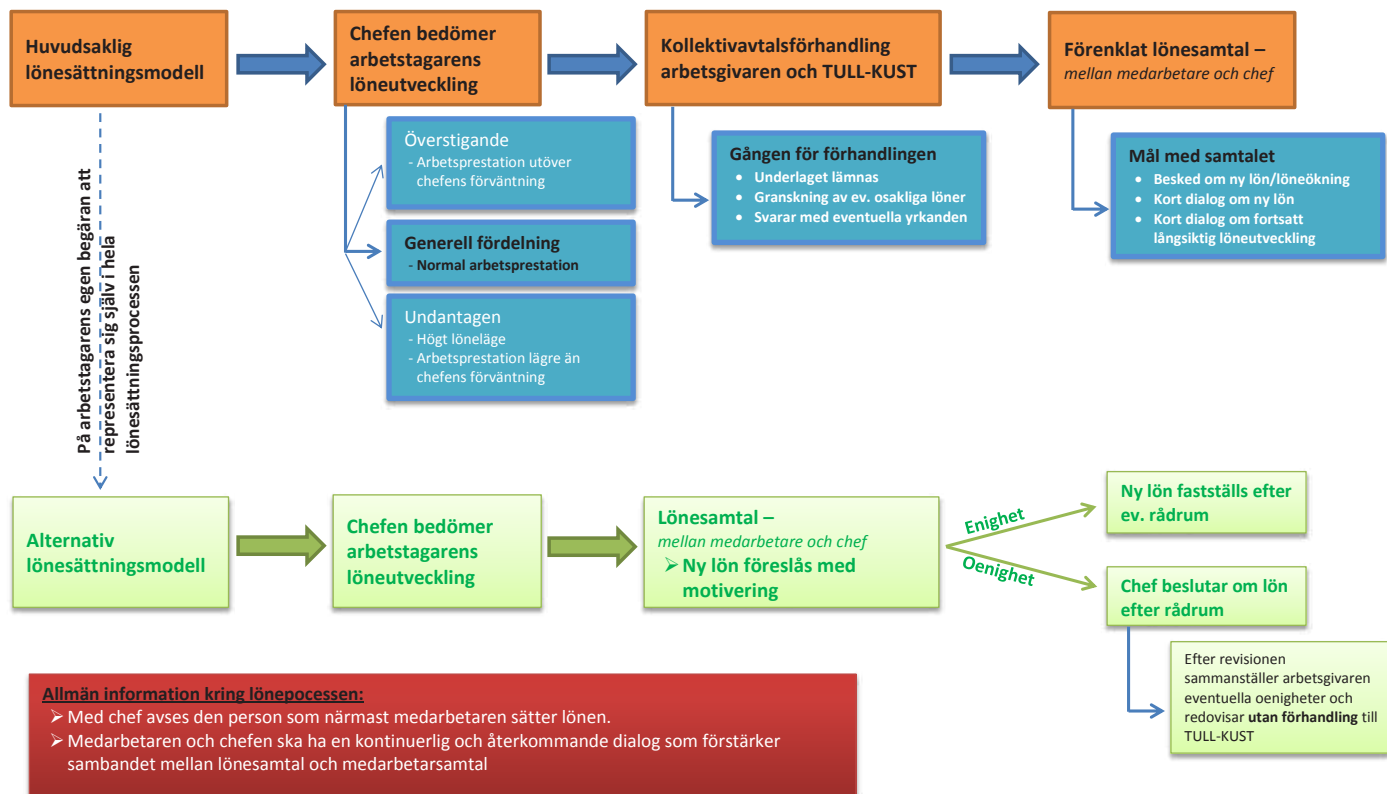 Huvudsaklig
lönesättningsmodell
Chefen bedömer
arbetstagarens
löneutveckling
Kollektivavtalsförhandling
arbetsgivaren och TULL-KUST
Förenklat lönesamtal –
mellan medarbetare och chef
Överstigande
- Arbetsprestation utöver
chefens förväntning
Generell fördelning
- Normal arbetsprestation
Undantagen
- Högt löneläge
- Arbetsprestation lägre än
chefens förväntning
Gången för förhandlingen
• Underlaget lämnas
• Granskning av ev. osakliga löner
• Svarar med eventuella yrkanden
Mål med samtalet
• Besked om ny lön/löneökning
• Kort dialog om ny lön
• Kort dialog om fortsatt
långsiktig löneutveckling
På arbetstagarens egen begäran att
representera sig själv i hela
lönesättningsprocessen
Alternativ
lönesättningsmodell
Chefen bedömer
arbetstagarens
löneutveckling
Lönesamtal –
mellan medarbetare och chef
➢ Ny lön föreslås med
motivering
Enighet
Oenighet
Ny lön fastställs efter
ev. rådrum
Chef beslutar om lön
efter rådrum
Efter revisionen
sammanställer arbetsgivaren
eventuella oenigheter och
redovisar utan förhandling till
TULL-KUST
Allmän information kring lönepocessen:
➢ Med chef avses den person som närmast medarbetaren sätter lönen.
➢ Medarbetaren och chefen ska ha en kontinuerlig och återkommande dialog som förstärker
sambandet mellan lönesamtal och medarbetarsamtal